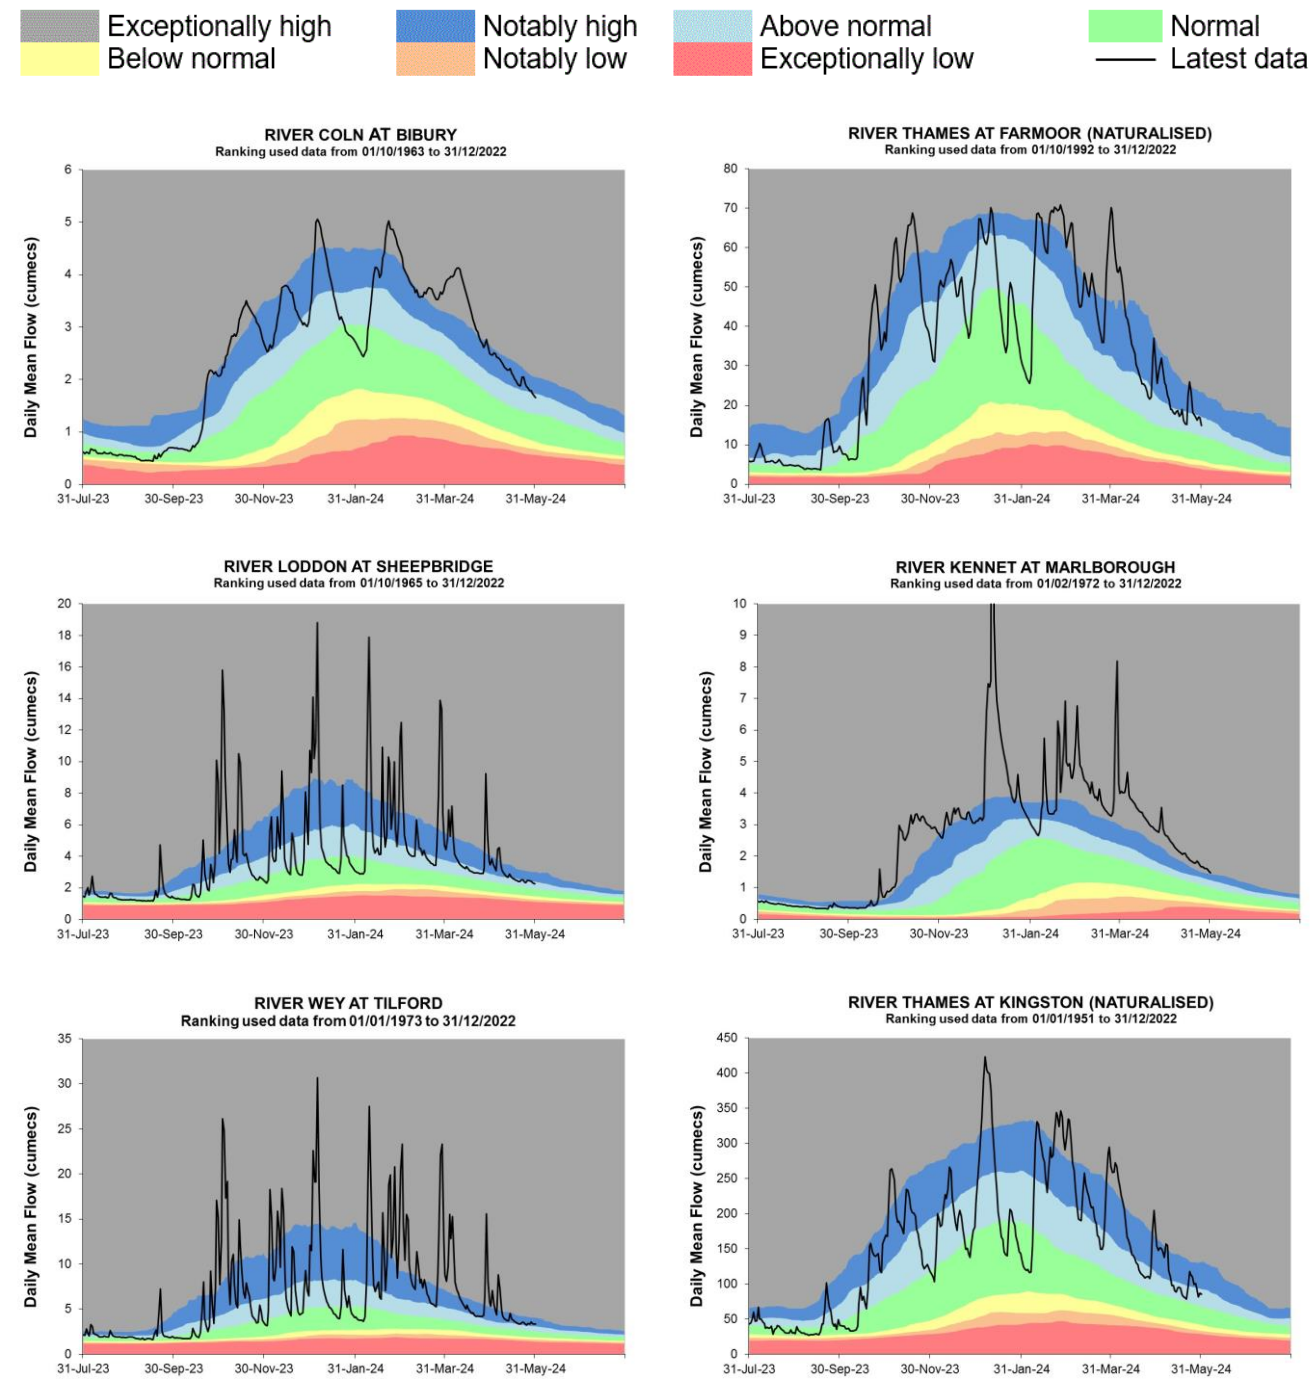 Exceptionally high Notably high Above normal Normal
Below normal Notably low Exceptionally low Latest data
RIVER COLN AT BIBURY
Ranking used data from 01/10/1963 to 31/12/2022
Daily Mean Flow (cumecs)
6
5
4
3
2
1
0
31-Jul-23 30-Sep-23 30-Nov-23 31-Jan-24 31-Mar-24 31-May-24
RIVER THAMES AT FARMOOR (NATURALISED)
Ranking used data from 01/10/1992 to 31/12/2022
Daily Mean Flow (cumecs)
80
70
60
50
40
30
20
10
0
31-Jul-23 30-Sep-23 30-Nov-23 31-Jan-24 31-Mar-24 31-May-24
RIVER LODDON AT SHEEPBRIDGE
Ranking used data from 01/10/1965 to 31/12/2022
Daily Mean Flow (cumecs)
20
18
16
14
12
10
8
6
4
2
0
31-Jul-23 30-Sep-23 30-Nov-23 31-Jan-24 31-Mar-24 31-May-24
RIVER KENNET AT MARLBOROUGH
Ranking used data from 01/02/1972 to 31/12/2022
Daily Mean Flow (cumecs)
10
9
8
7
6
5
4
3
2
1
0
31-Jul-23 30-Sep-23 30-Nov-23 31-Jan-24 31-Mar-24 31-May-24
RIVER WEY AT TILFORD
Ranking used data from 01/01/1973 to 31/12/2022
Daily Mean Flow (cumecs)
35
30
25
20
15
10
5
0
31-Jul-23 30-Sep-23 30-Nov-23 31-Jan-24 31-Mar-24 31-May-24
RIVER THAMES AT KINGSTON (NATURALISED)
Ranking used data from 01/01/1951 to 31/12/2022
Daily Mean Flow (cumecs)
450
400
350
300
250
200
150
100
50
0
31-Jul-23 30-Sep-23 30-Nov-23 31-Jan-24 31-Mar-24 31-May-24